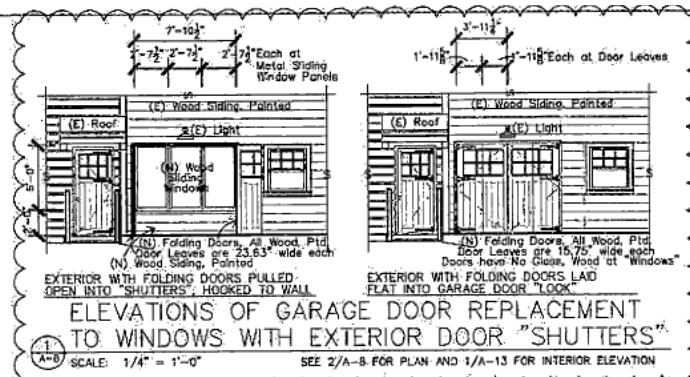 7'-10½"
3'-11¼"
2'-7½" 2'-7½" 2'-7½" Each at
Metal Sliding
Window Panels
1'-11⅝" 1'-11⅝" Each at Door Leaves
(E) Wood Siding, Painted
(E) Wood Siding, Painted
(E) Roof
(E) Light
(E) Roof
(E) Light
(N) Wood
Sliding
Windows
S
S
S
5'-0"
(N) Folding Doors, All Wood, Ptd.
Door Leaves are 23.63" wide each
(N) Wood Siding, Painted
(N) Folding Doors, All Wood, Ptd.
Door Leaves are 15.75" wide each
Doors have No Glass, Wood at "Windows"
EXTERIOR WITH FOLDING DOORS PULLED
OPEN INTO "SHUTTERS", HOOKED TO WALL
EXTERIOR WITH FOLDING DOORS LAID
FLAT INTO GARAGE DOOR "LOOK"
ELEVATIONS OF GARAGE DOOR REPLACEMENT
TO WINDOWS WITH EXTERIOR DOOR "SHUTTERS"
1
A-8
SCALE: 1/4" = 1'-0"
SEE 2/A-8 FOR PLAN AND 1/A-13 FOR INTERIOR ELEVATION